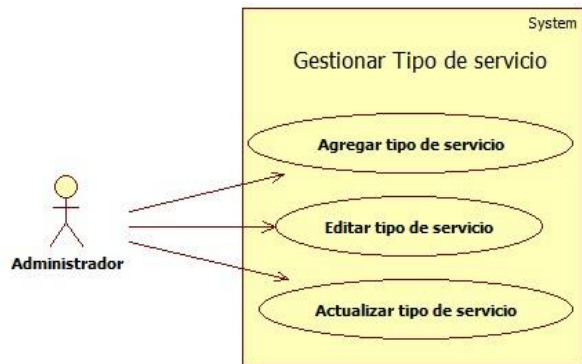 System
Gestionar Tipo de servicio
Agregar tipo de servicio
Editar tipo de servicio
Administrador
Actualizar tipo de servicio